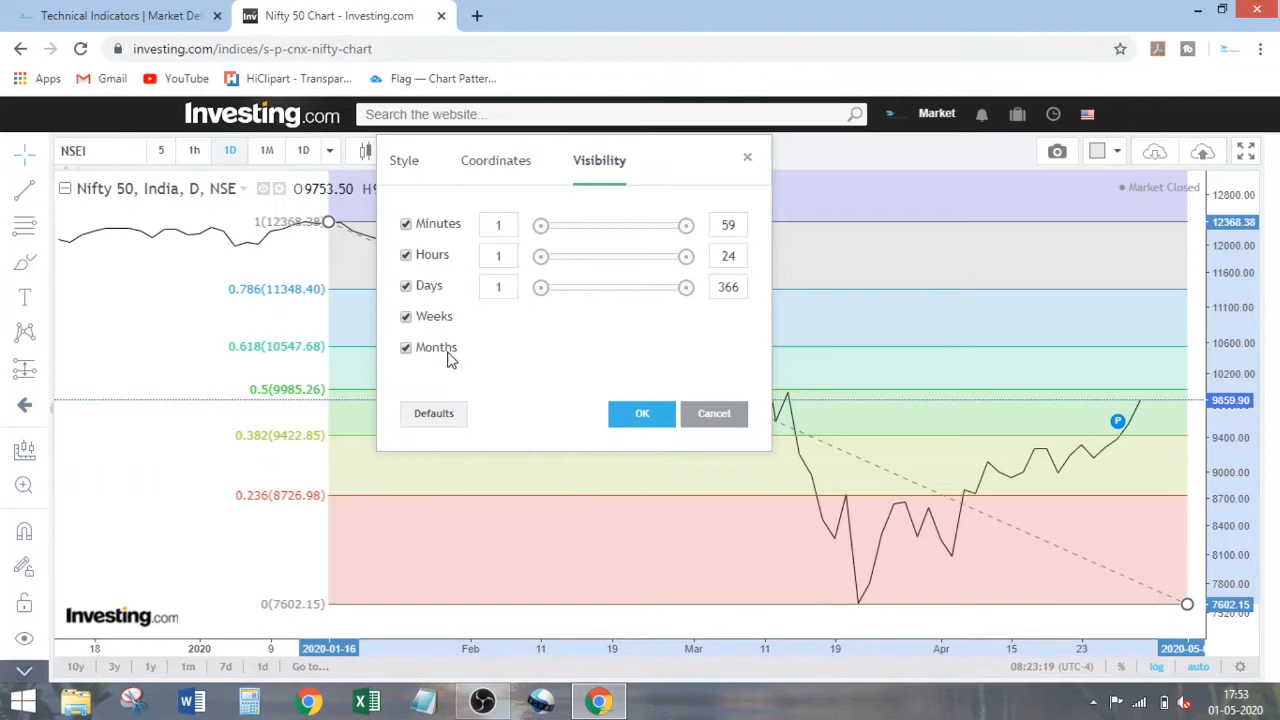 Technical Indicators | Market Del
Nifty 50 Chart - Investing.com
investing.com/indices/s-p-cnx-nifty-chart
Apps Gmail YouTube HiClipart - Transpar... Flag — Chart Patter...
Investing.com Search the website... Market
NSEI 5 1h 1D 1M 1D
Style Coordinates Visibility
Nifty 50, India, D, NSE O9753.50 H9
Market Closed
Minutes 1 59
Hours 1 24
Days 1 366
Weeks
Months
Defaults OK Cancel
1(12368.38)
0.786(11348.40)
0.618(10547.68)
0.5(9985.26)
0.382(9422.85)
0.236(8726.98)
0(7602.15)
P
12800.00
12368.38
12000.00
11000.00
10600.00
10200.00
9859.90
9400.00
9000.00
8700.00
8400.00
8100.00
7800.00
7602.15
Investing.com
18 2020 9 2020-01-16 Feb 11 19 Mar 11 19 Apr 15 23 2020-05-0
10y 3y 1y 1m 7d 1d Go to... 08:23:19 (UTC-4) % log auto
17:53
01-05-2020